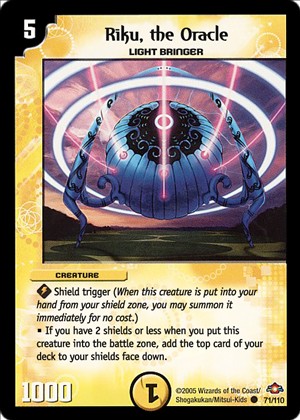 5
Rïku, the Oracle
LIGHT BRINGER
CREATURE
Shield trigger (When this creature is put into your
hand from your shield zone, you may summon it
immediately for no cost.)
▪ If you have 2 shields or less when you put this
creature into the battle zone, add the top card of your
deck to your shields face down.
1000
1
©2005 Wizards of the Coast/
Shogakukan/Mitsui-Kids
71/110